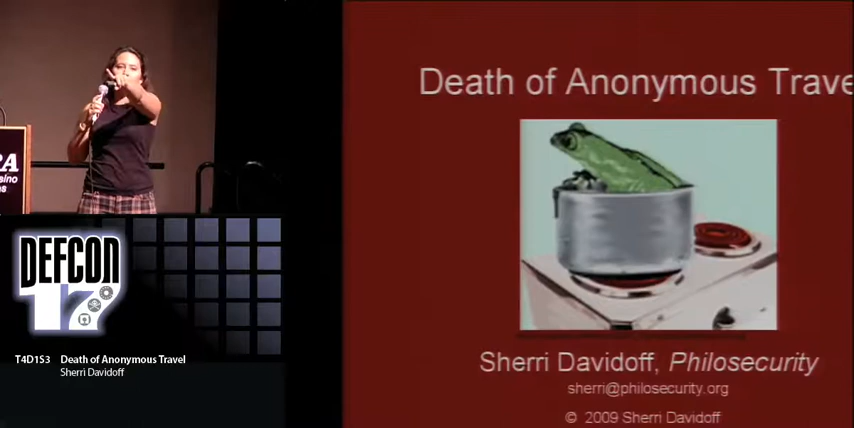 Death of Anonymous Trave
Sherri Davidoff, Philosecurity
sherri@philosecurity.org
© 2009 Sherri Davidoff
DEFCON
17
T4D1S3 Death of Anonymous Travel
Sherri Davidoff